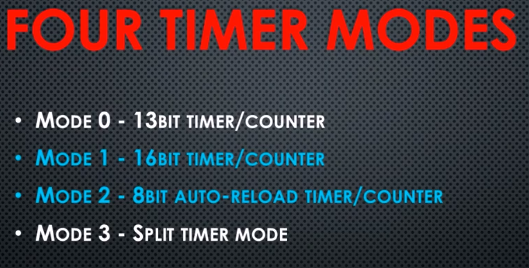 FOUR TIMER MODES
• MODE 0 - 13BIT TIMER/COUNTER
• MODE 1 - 16BIT TIMER/COUNTER
• MODE 2 - 8BIT AUTO-RELOAD TIMER/COUNTER
• MODE 3 - SPLIT TIMER MODE